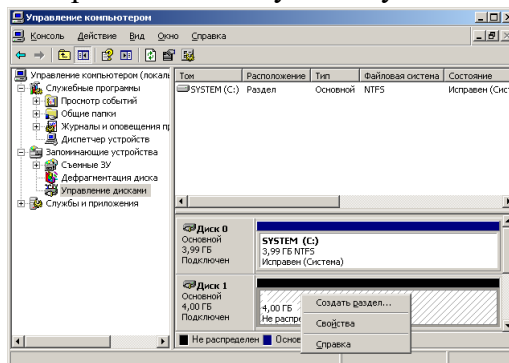 Управление компьютером
Консоль Действие Вид Окно Справка
Управление компьютером (локаль
Служебные программы
Просмотр событий
Общие папки
Журналы и оповещения пр
Диспетчер устройств
Запоминающие устройства
Съемные ЗУ
Дефрагментация диска
Управление дисками
Службы и приложения
Том Расположение Тип Файловая система Состояние
SYSTEM (C:) Раздел Основной NTFS Исправен (Сист
Диск 0
Основной
3,99 ГБ
Подключен
SYSTEM (C:)
3,99 ГБ NTFS
Исправен (Система)
Диск 1
Основной
4,00 ГБ
Подключен
4,00 ГБ
Не распре
Создать раздел...
Свойства
Справка
Не распределен Основ